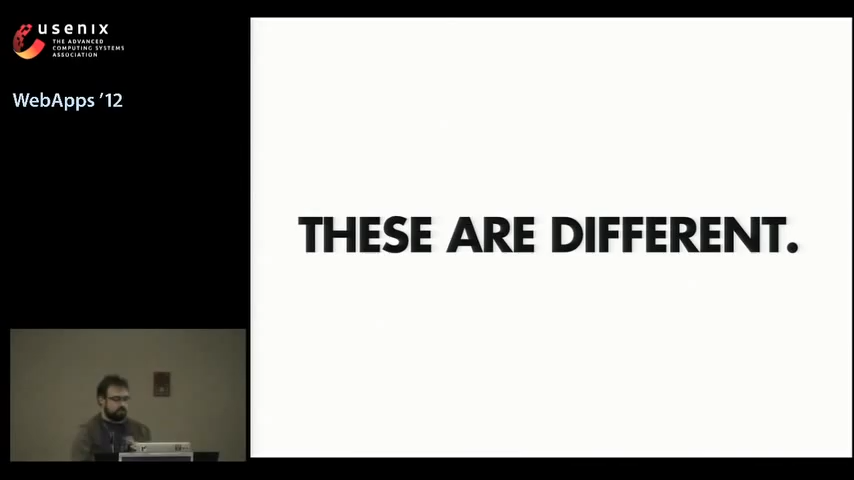 usenix
THE ADVANCED
COMPUTING SYSTEMS
ASSOCIATION
WebApps ’12
THESE ARE DIFFERENT.